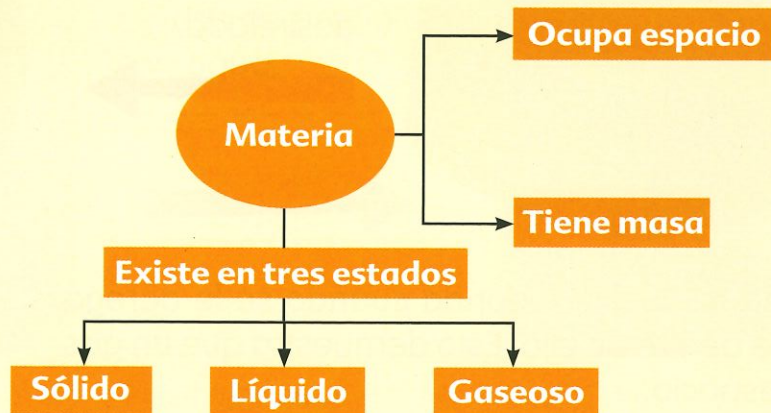 Ocupa espacio
Materia
Tiene masa
Existe en tres estados
Sólido
Líquido
Gaseoso